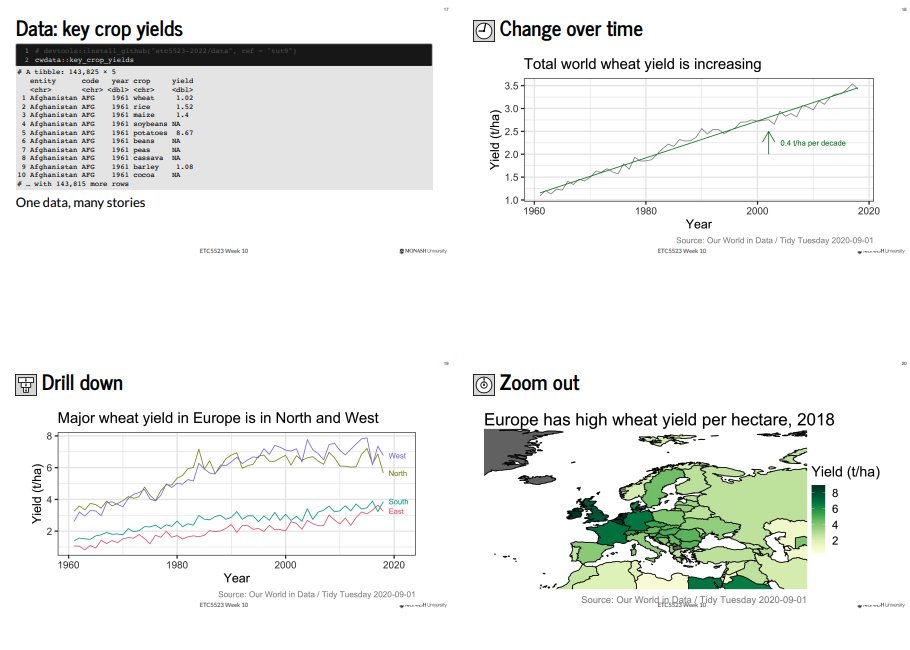 17
Data: key crop yields
1 # devtools::install_github("etc5523-2022/data", ref = "tut9")
2 cwdata::key_crop_yields
# A tibble: 143,825 × 5
entity code year crop yield
<chr> <chr> <dbl> <chr> <dbl>
1 Afghanistan AFG 1961 wheat 1.02
2 Afghanistan AFG 1961 rice 1.52
3 Afghanistan AFG 1961 maize 1.4
4 Afghanistan AFG 1961 soybeans NA
5 Afghanistan AFG 1961 potatoes 8.67
6 Afghanistan AFG 1961 beans NA
7 Afghanistan AFG 1961 peas NA
8 Afghanistan AFG 1961 cassava NA
9 Afghanistan AFG 1961 barley 1.08
10 Afghanistan AFG 1961 cocoa NA
# … with 143,815 more rows
One data, many stories
ETC5523 Week 10
MONASH University
18
Change over time
Total world wheat yield is increasing
Yield (t/ha)
3.5
3.0
2.5
2.0
1.5
1.0
0.4 t/ha per decade
1960 1980 2000 2020
Year
Source: Our World in Data / Tidy Tuesday 2020-09-01
ETC5523 Week 10
MONASH University
19
Drill down
Major wheat yield in Europe is in North and West
Yield (t/ha)
8
6
4
2
West
North
South
East
1960 1980 2000 2020
Year
Source: Our World in Data / Tidy Tuesday 2020-09-01
ETC5523 Week 10
MONASH University
20
Zoom out
Europe has high wheat yield per hectare, 2018
Yield (t/ha)
8
6
4
2
Source: Our World in Data / Tidy Tuesday 2020-09-01
ETC5523 Week 10
MONASH University